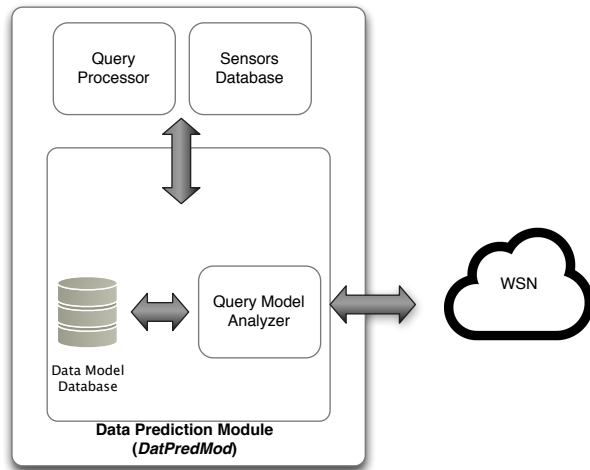 Query
Processor
Sensors
Database
Query Model
Analyzer
WSN
Data Model
Database
Data Prediction Module
(DatPredMod)